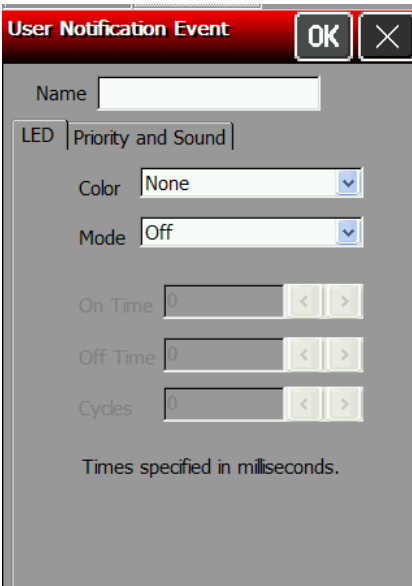 User Notification Event OK
Name
LED Priority and Sound
Color None
Mode Off
On Time 0 < >
Off Time 0 < >
Cycles 0 < >
Times specified in milliseconds.